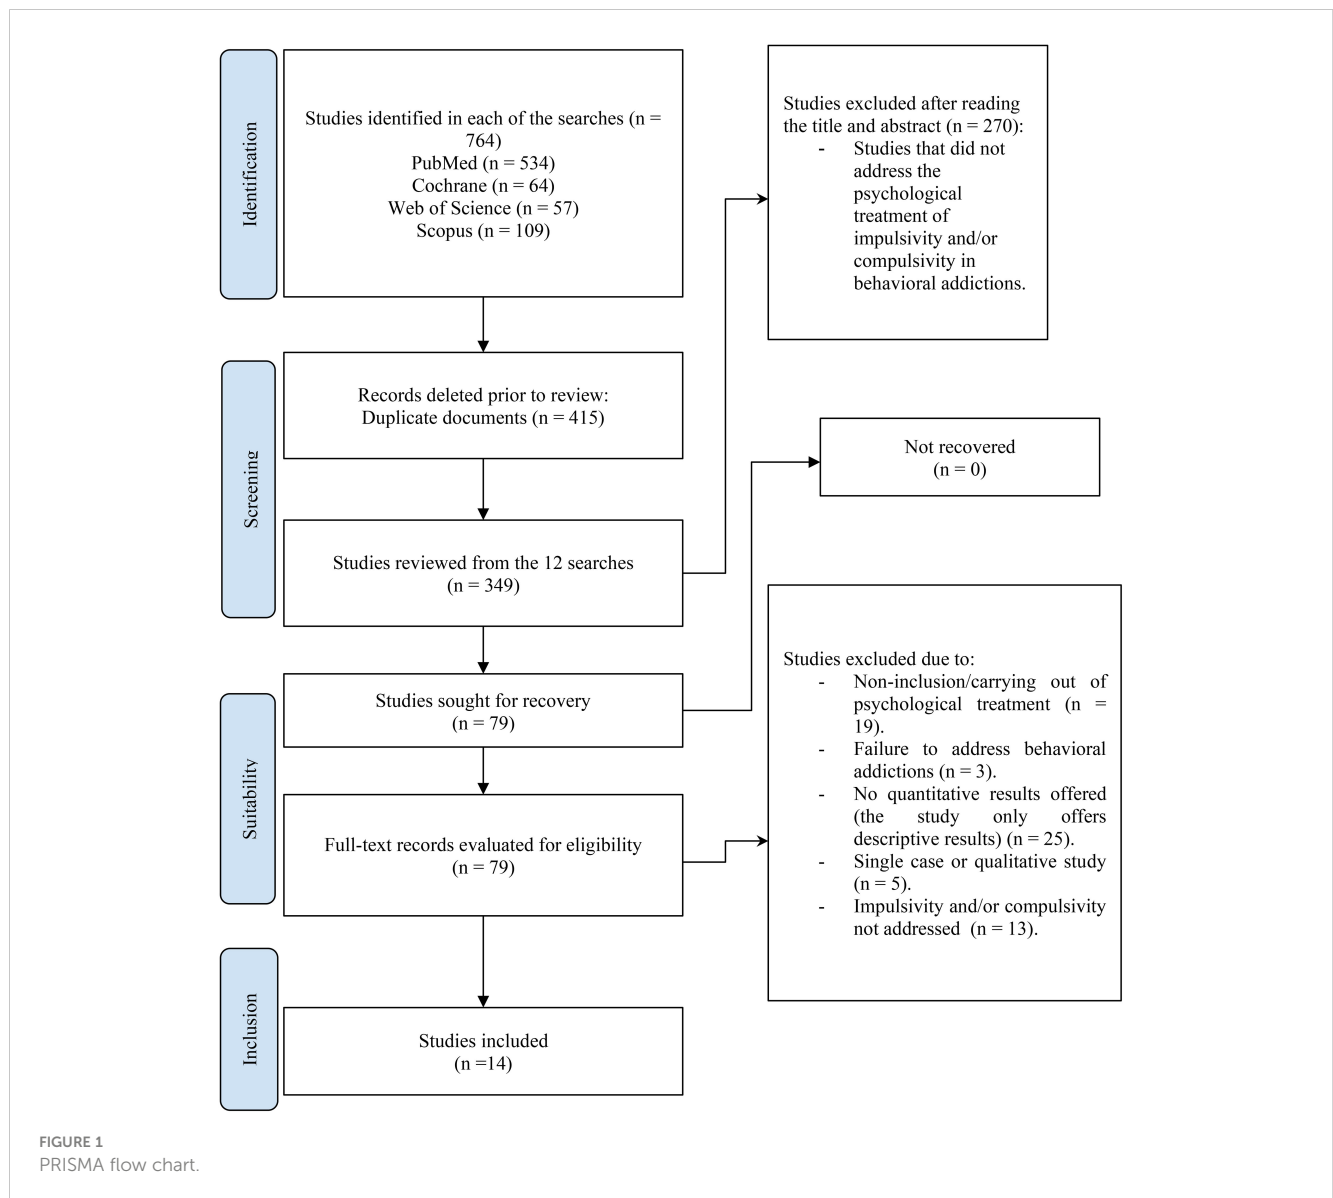 Identification
Studies identified in each of the searches (n =
764)
PubMed (n = 534)
Cochrane (n = 64)
Web of Science (n = 57)
Scopus (n = 109)
Studies excluded after reading
the title and abstract (n = 270):
- Studies that did not
address the
psychological
treatment of
impulsivity and/or
compulsivity in
behavioral addictions.
Screening
Records deleted prior to review:
Duplicate documents (n = 415)
Studies reviewed from the 12 searches
(n = 349)
Not recovered
(n = 0)
Suitability
Studies sought for recovery
(n = 79)
Full-text records evaluated for eligibility
(n = 79)
Studies excluded due to:
- Non-inclusion/carrying out of
psychological treatment (n =
19).
- Failure to address behavioral
addictions (n = 3).
- No quantitative results offered
(the study only offers
descriptive results) (n = 25).
- Single case or qualitative study
(n = 5).
- Impulsivity and/or compulsivity
not addressed (n = 13).
Inclusion
Studies included
(n =14)
FIGURE 1
PRISMA flow chart.